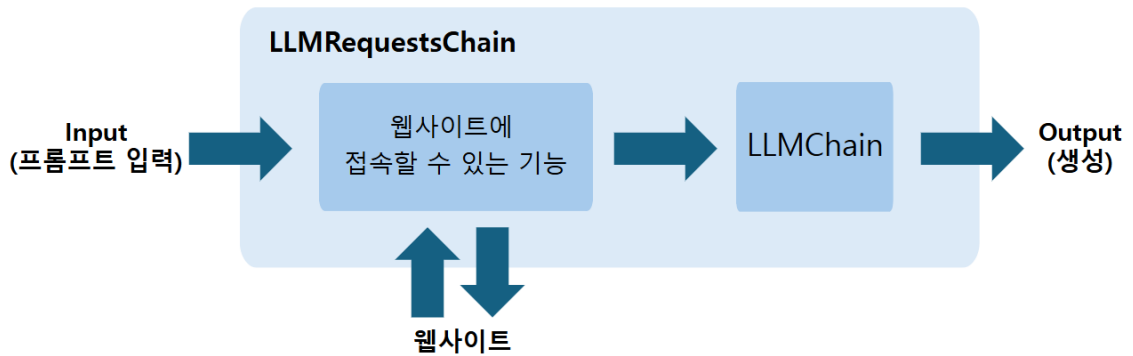 LLMRequestsChain
Input
(프롬프트 입력)
웹사이트에
접속할 수 있는 기능
LLMChain
Output
(생성)
웹사이트